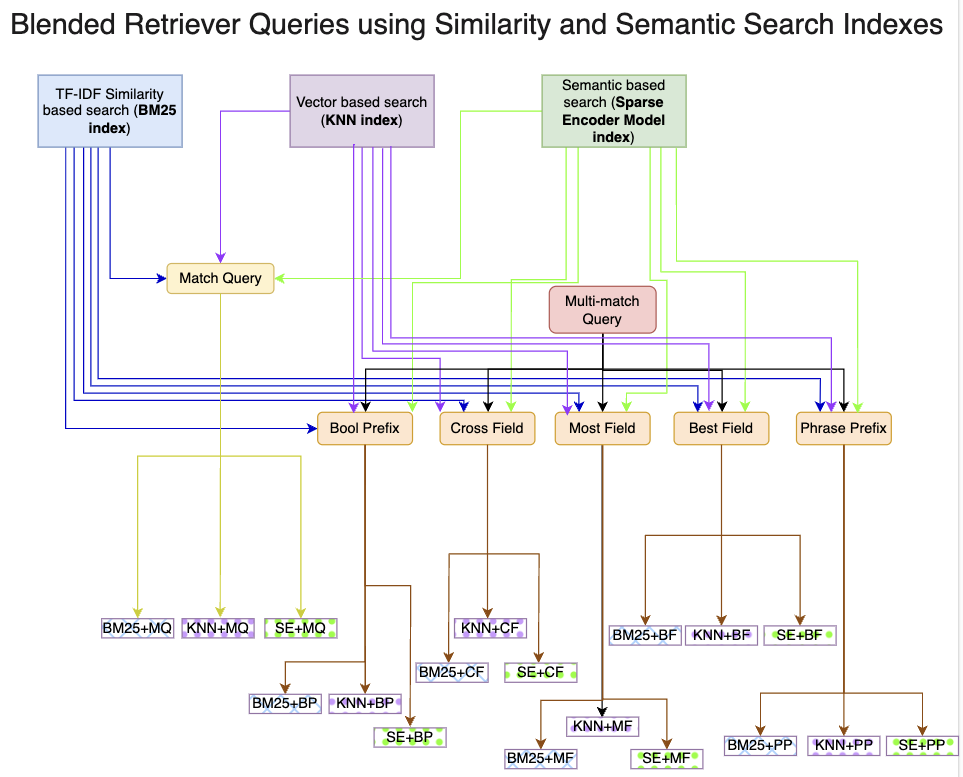 Blended Retriever Queries using Similarity and Semantic Search Indexes
TF-IDF Similarity
based search (BM25
index)
Vector based search
(KNN index)
Semantic based
search (Sparse
Encoder Model
index)
Match Query
Multi-match
Query
Bool Prefix
Cross Field
Most Field
Best Field
Phrase Prefix
BM25+MQ
KNN+MQ
SE+MQ
KNN+CF
BM25+BF
KNN+BF
SE+BF
BM25+CF
SE+CF
BM25+BP
KNN+BP
SE+BP
KNN+MF
BM25+MF
SE+MF
BM25+PP
KNN+PP
SE+PP